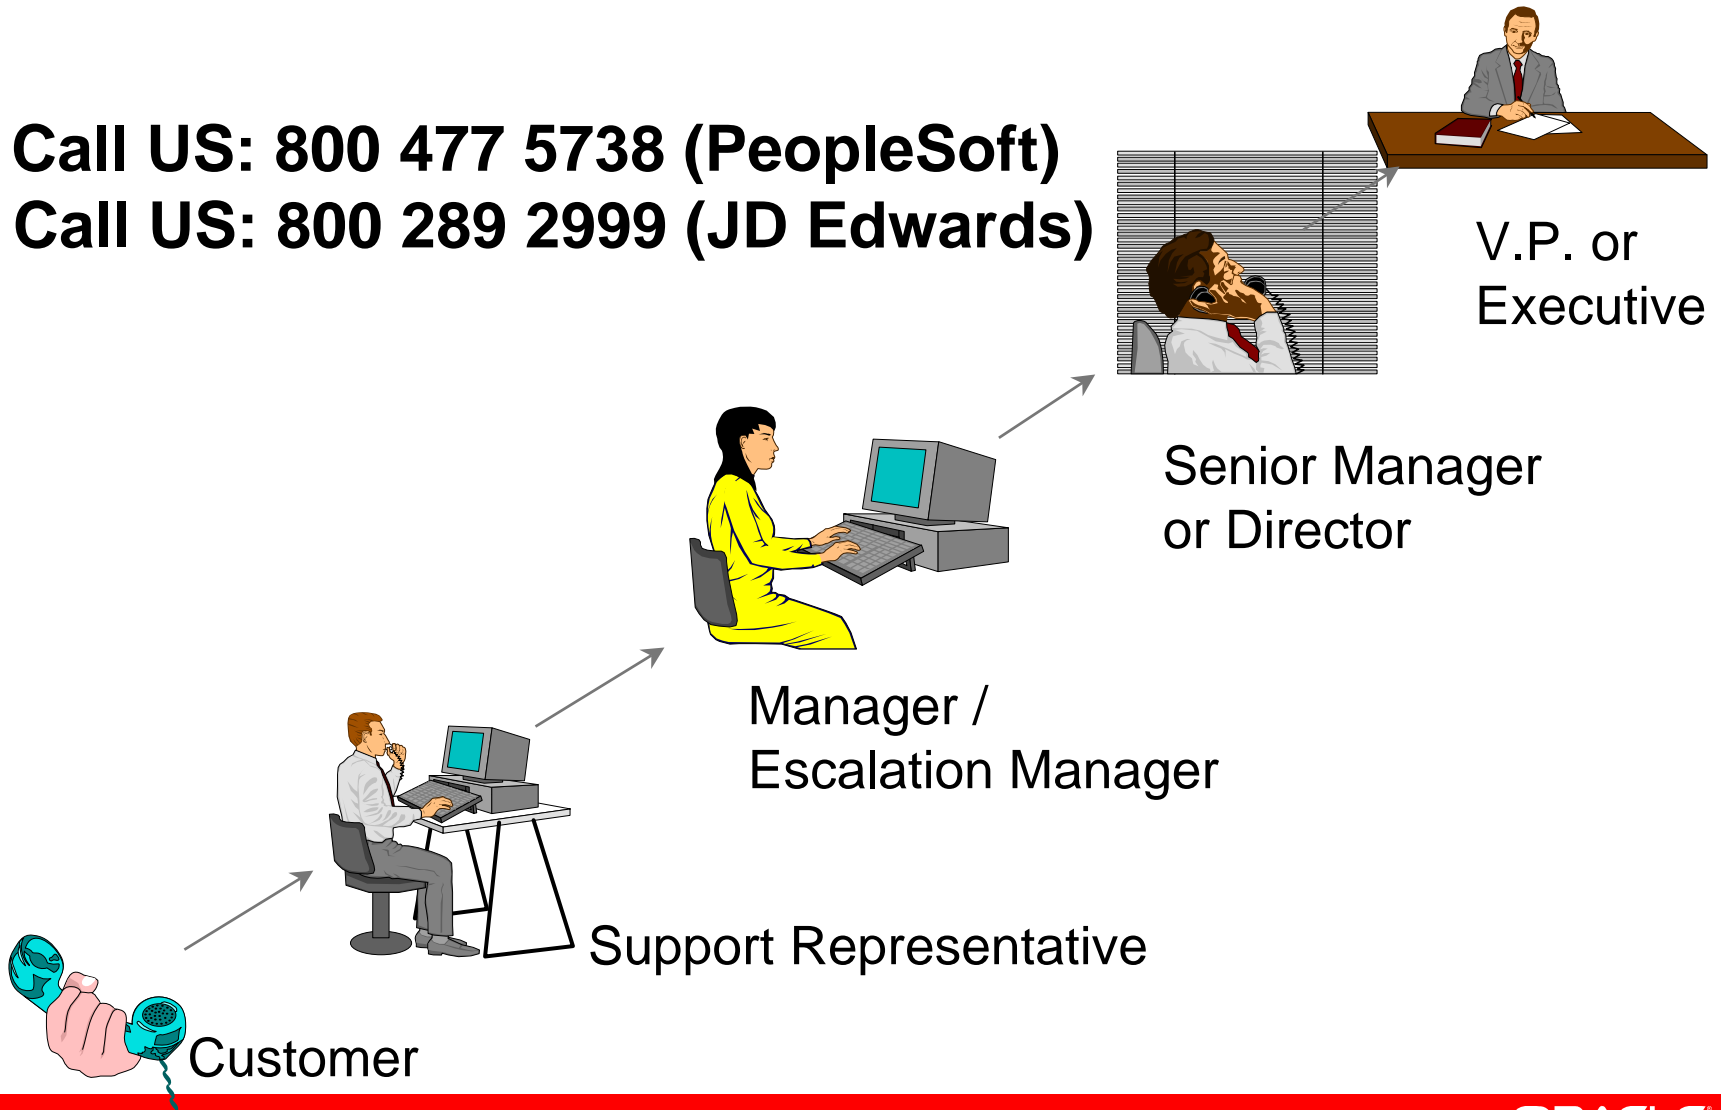 Call US: 800 477 5738 (PeopleSoft)
Call US: 800 289 2999 (JD Edwards)
V.P. or
Executive
Senior Manager
or Director
Manager /
Escalation Manager
Support Representative
Customer